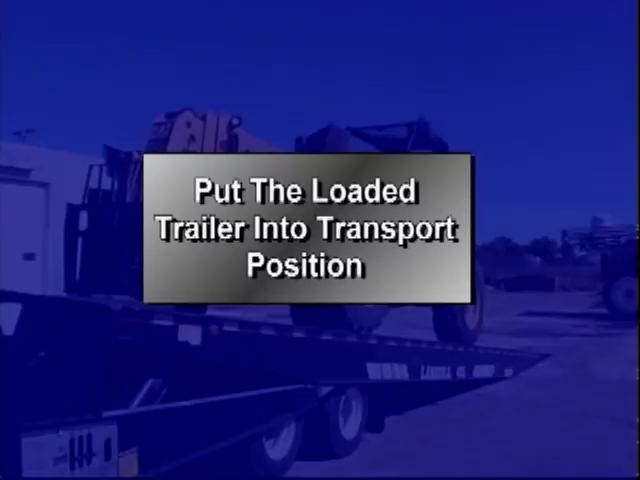 Put The Loaded
Trailer Into Transport
Position